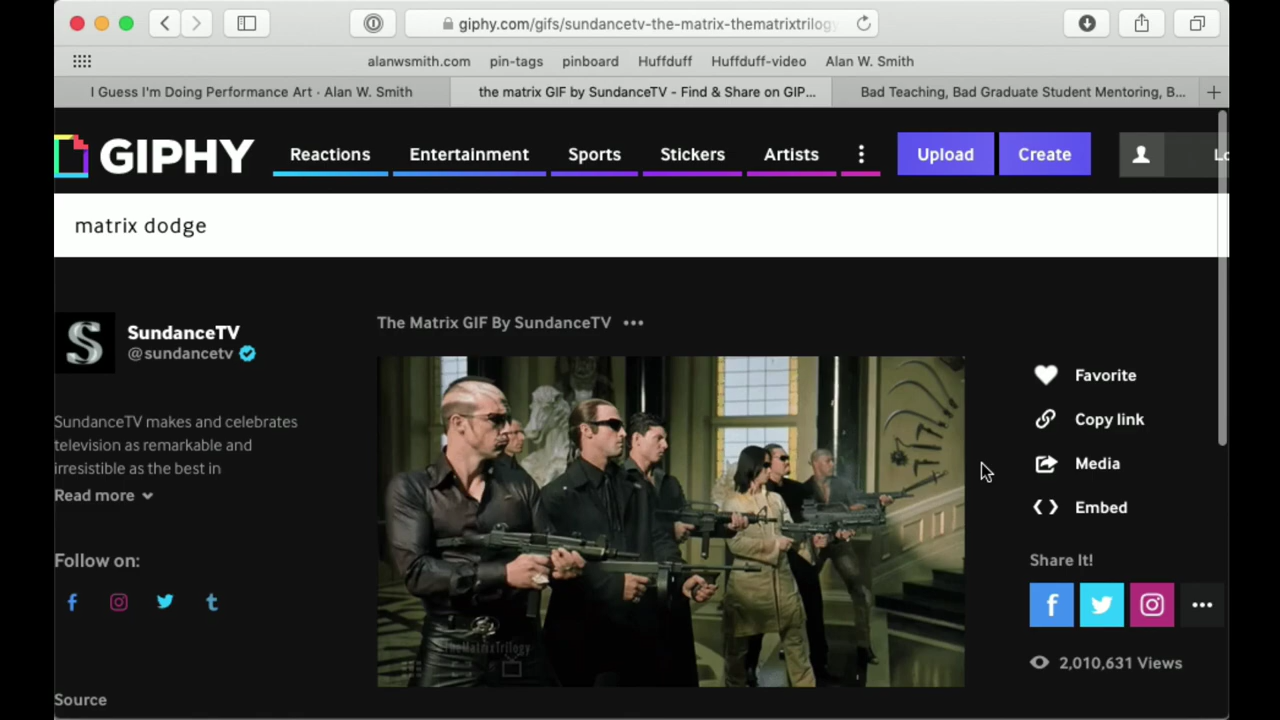 giphy.com/gifs/sundancetv-the-matrix-thematrixtrilogy
alanwsmith.com pin-tags pinboard Huffduff Huffduff-video Alan W. Smith
I Guess I'm Doing Performance Art · Alan W. Smith
the matrix GIF by SundanceTV - Find & Share on GIP...
Bad Teaching, Bad Graduate Student Mentoring, B...
GIPHY
Reactions Entertainment Sports Stickers Artists
Upload Create Lo
matrix dodge
S
SundanceTV
@sundancetv
SundanceTV makes and celebrates
television as remarkable and
irresistible as the best in
Read more
Follow on:
Source
The Matrix GIF By SundanceTV
TheMatrixTrilogy
Favorite
Copy link
Media
Embed
Share It!
2,010,631 Views